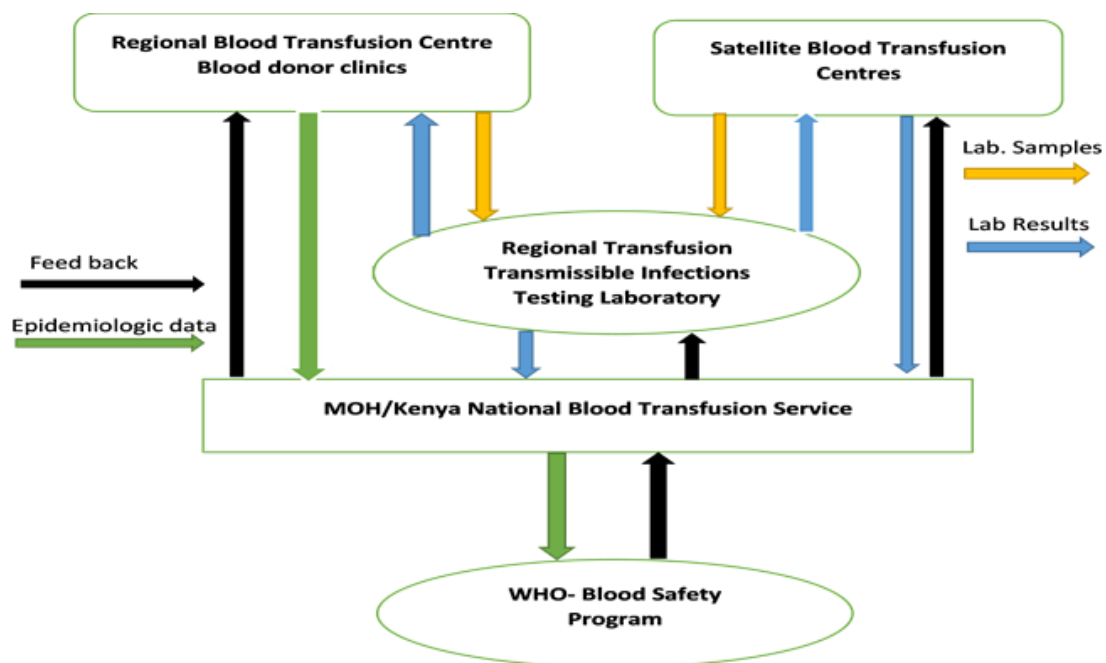 Regional Blood Transfusion Centre
Blood donor clinics
Satellite Blood Transfusion
Centres
Lab. Samples
Lab Results
Regional Transfusion
Transmissible Infections
Testing Laboratory
Feed back
Epidemiologic data
MOH/Kenya National Blood Transfusion Service
WHO- Blood Safety
Program